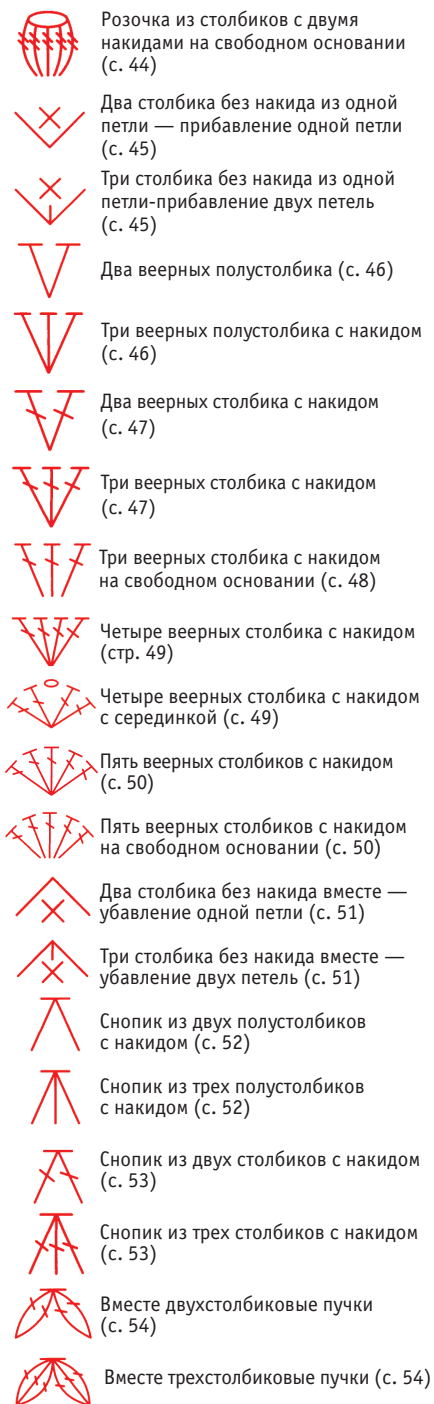 Розочка из столбиков с двумя
накидами на свободном основании
(с. 44)
Два столбика без накида из одной
петли — прибавление одной петли
(с. 45)
Три столбика без накида из одной
петли-прибавление двух петель
(с. 45)
Два веерных полустолбика (с. 46)
Три веерных полустолбика с накидом
(с. 46)
Два веерных столбика с накидом
(с. 47)
Три веерных столбика с накидом
(с. 47)
Три веерных столбика с накидом
на свободном основании (с. 48)
Четыре веерных столбика с накидом
(стр. 49)
Четыре веерных столбика с накидом
с серединкой (с. 49)
Пять веерных столбиков с накидом
(с. 50)
Пять веерных столбиков с накидом
на свободном основании (с. 50)
Два столбика без накида вместе —
убавление одной петли (с. 51)
Три столбика без накида вместе —
убавление двух петель (с. 51)
Снопик из двух полустолбиков
с накидом (с. 52)
Снопик из трех полустолбиков
с накидом (с. 52)
Снопик из двух столбиков с накидом
(с. 53)
Снопик из трех столбиков с накидом
(с. 53)
Вместе двухстолбиковые пучки
(с. 54)
Вместе трехстолбиковые пучки (с. 54)